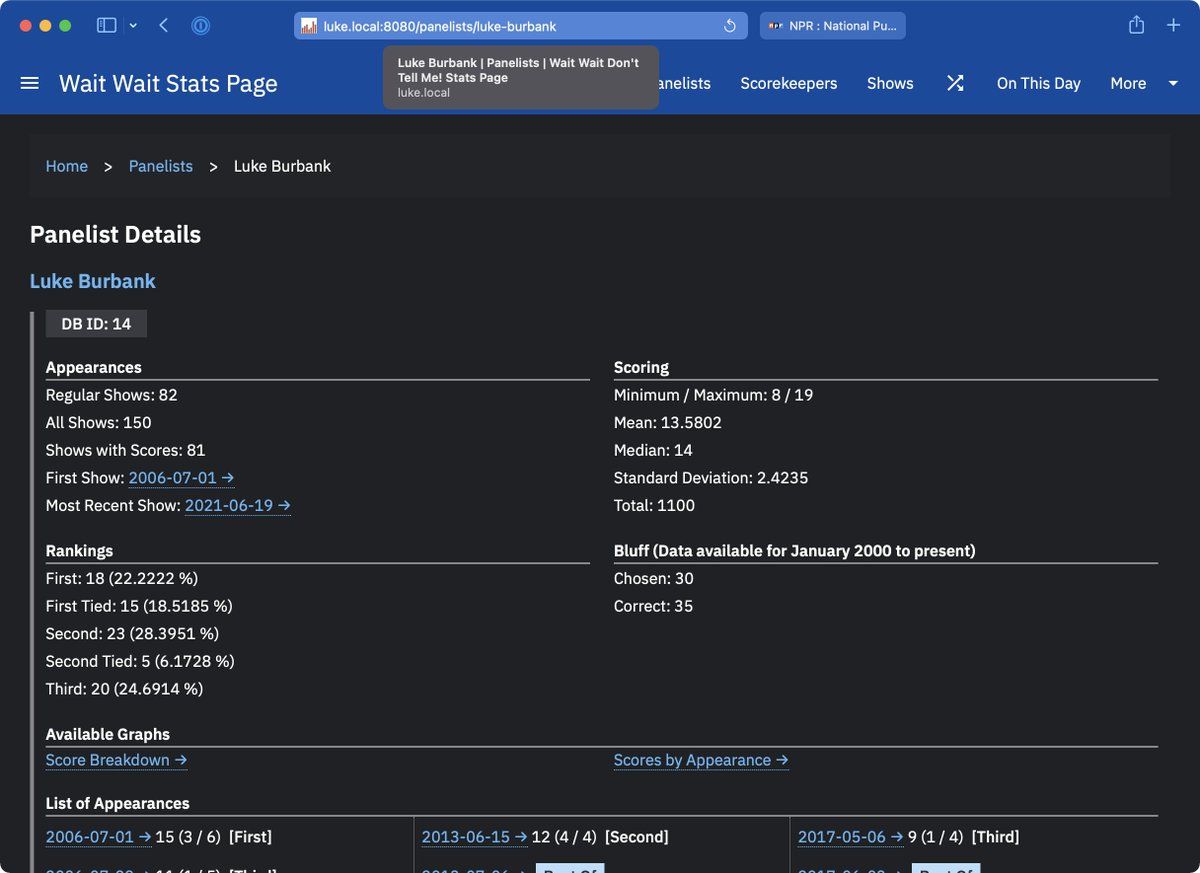 luke.local:8080/panelists/luke-burbank
NPR : National Pu...
Luke Burbank | Panelists | Wait Wait Don't
Tell Me! Stats Page
luke.local
Wait Wait Stats Page
anelists
Scorekeepers
Shows
On This Day
More
Home > Panelists > Luke Burbank
Panelist Details
Luke Burbank
DB ID: 14
Appearances
Regular Shows: 82
All Shows: 150
Shows with Scores: 81
First Show: 2006-07-01 →
Most Recent Show: 2021-06-19 →
Scoring
Minimum / Maximum: 8 / 19
Mean: 13.5802
Median: 14
Standard Deviation: 2.4235
Total: 1100
Rankings
First: 18 (22.2222 %)
First Tied: 15 (18.5185 %)
Second: 23 (28.3951 %)
Second Tied: 5 (6.1728 %)
Third: 20 (24.6914 %)
Bluff (Data available for January 2000 to present)
Chosen: 30
Correct: 35
Available Graphs
Score Breakdown →
Scores by Appearance →
List of Appearances
2006-07-01 → 15 (3 / 6) [First]
2013-06-15 → 12 (4 / 4) [Second]
2017-05-06 → 9 (1 / 4) [Third]